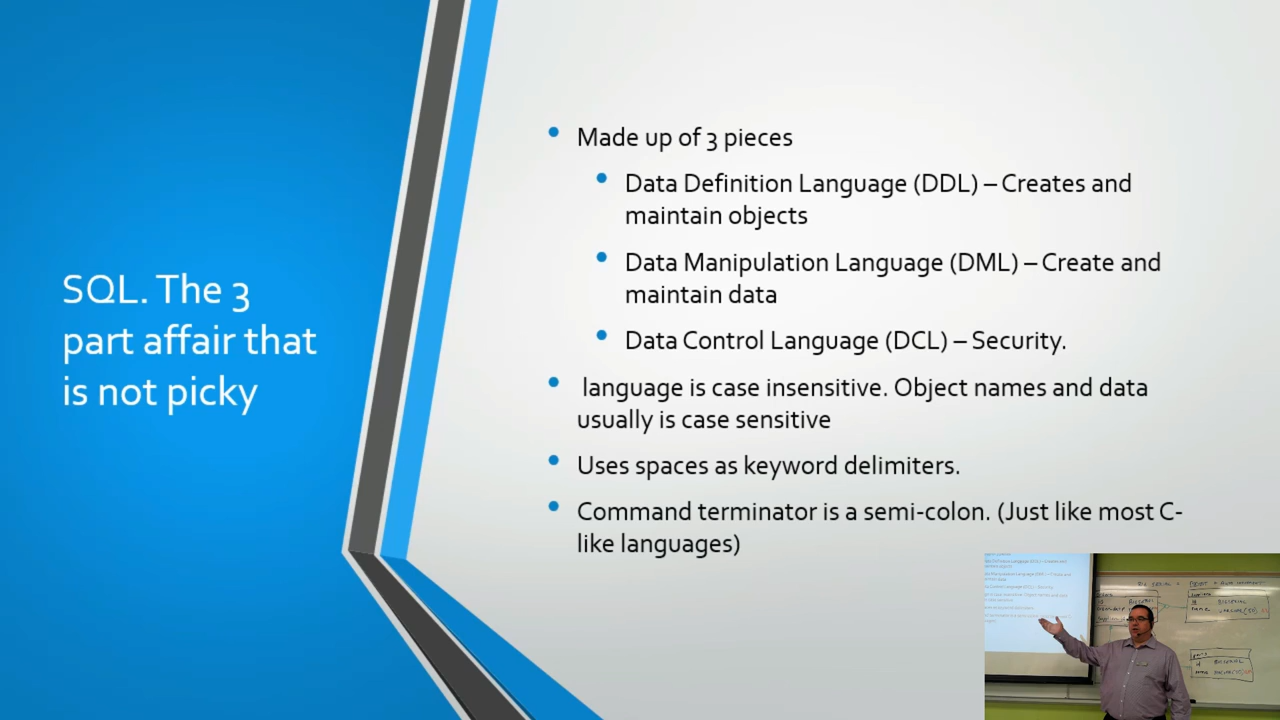 SQL. The 3
part affair that
is not picky
• Made up of 3 pieces
• Data Definition Language (DDL) – Creates and
maintain objects
• Data Manipulation Language (DML) – Create and
maintain data
• Data Control Language (DCL) – Security.
• language is case insensitive. Object names and data
usually is case sensitive
• Uses spaces as keyword delimiters.
• Command terminator is a semi-colon. (Just like most C-
like languages)
BIGSERIAL
name
BIGSERIAL